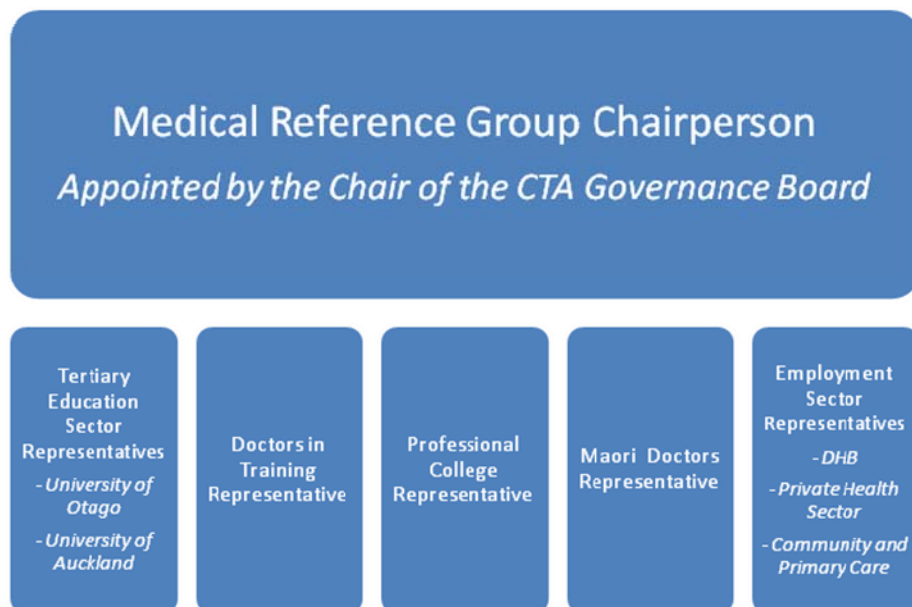 Medical Reference Group Chairperson
Appointed by the Chair of the CTA Governance Board
Tertiary
Education
Sector
Representatives
- University of
Otago
- University of
Auckland
Doctors in
Training
Representative
Professional
College
Representative
Maori Doctors
Representative
Employment
Sector
Representatives
- DHB
- Private Health
Sector
- Community and
Primary Care